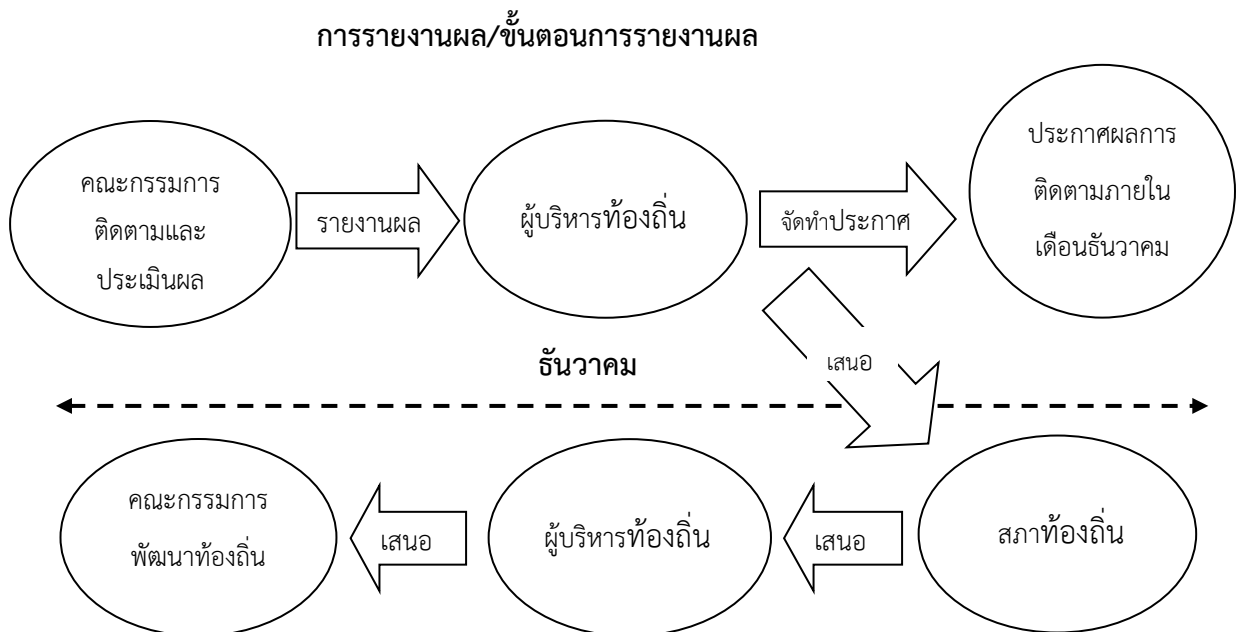 การรายงานผล/ขั้นตอนการรายงานผล
คณะกรรมการ
ติดตามและ
ประเมินผล
รายงานผล
ผู้บริหารท้องถิ่น
จัดทำประกาศ
ประกาศผลการ
ติดตามภายใน
เดือนธันวาคม
เสนอ
ธันวาคม
คณะกรรมการ
พัฒนาท้องถิ่น
เสนอ
ผู้บริหารท้องถิ่น
เสนอ
สภาท้องถิ่น